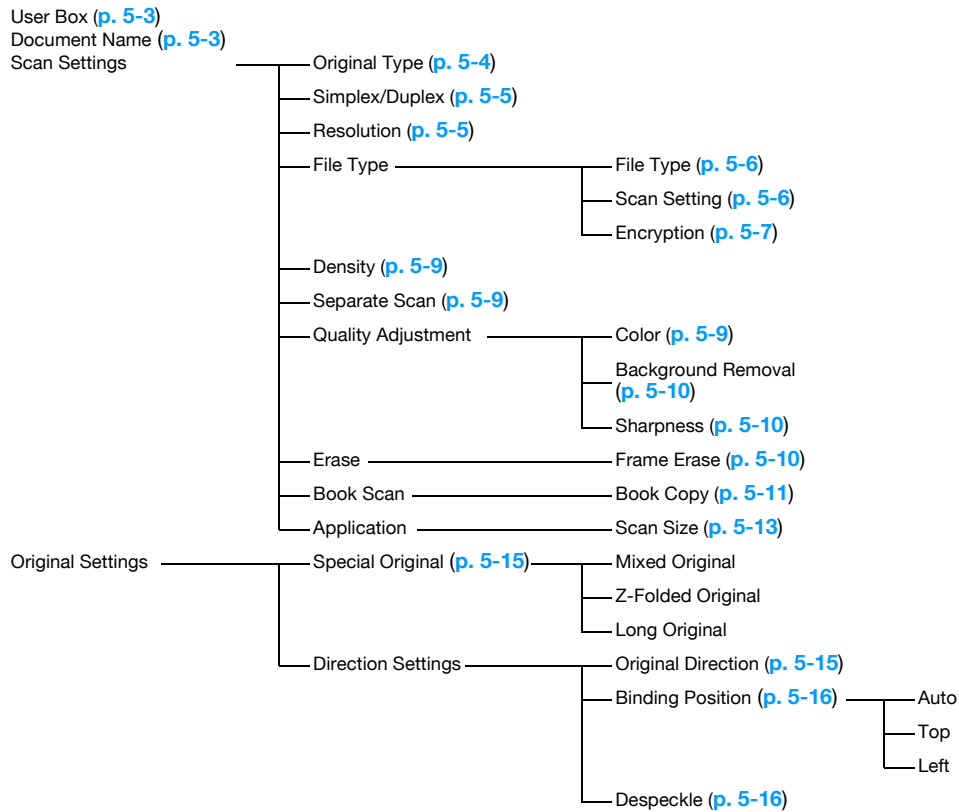 User Box (p. 5-3)
Document Name (p. 5-3)
Scan Settings
Original Type (p. 5-4)
Simplex/Duplex (p. 5-5)
Resolution (p. 5-5)
File Type
File Type (p. 5-6)
Scan Setting (p. 5-6)
Encryption (p. 5-7)
Density (p. 5-9)
Separate Scan (p. 5-9)
Quality Adjustment
Color (p. 5-9)
Background Removal
(p. 5-10)
Sharpness (p. 5-10)
Erase
Frame Erase (p. 5-10)
Book Scan
Book Copy (p. 5-11)
Application
Scan Size (p. 5-13)
Original Settings
Special Original (p. 5-15)
Mixed Original
Z-Folded Original
Long Original
Direction Settings
Original Direction (p. 5-15)
Binding Position (p. 5-16)
Auto
Top
Left
Despeckle (p. 5-16)